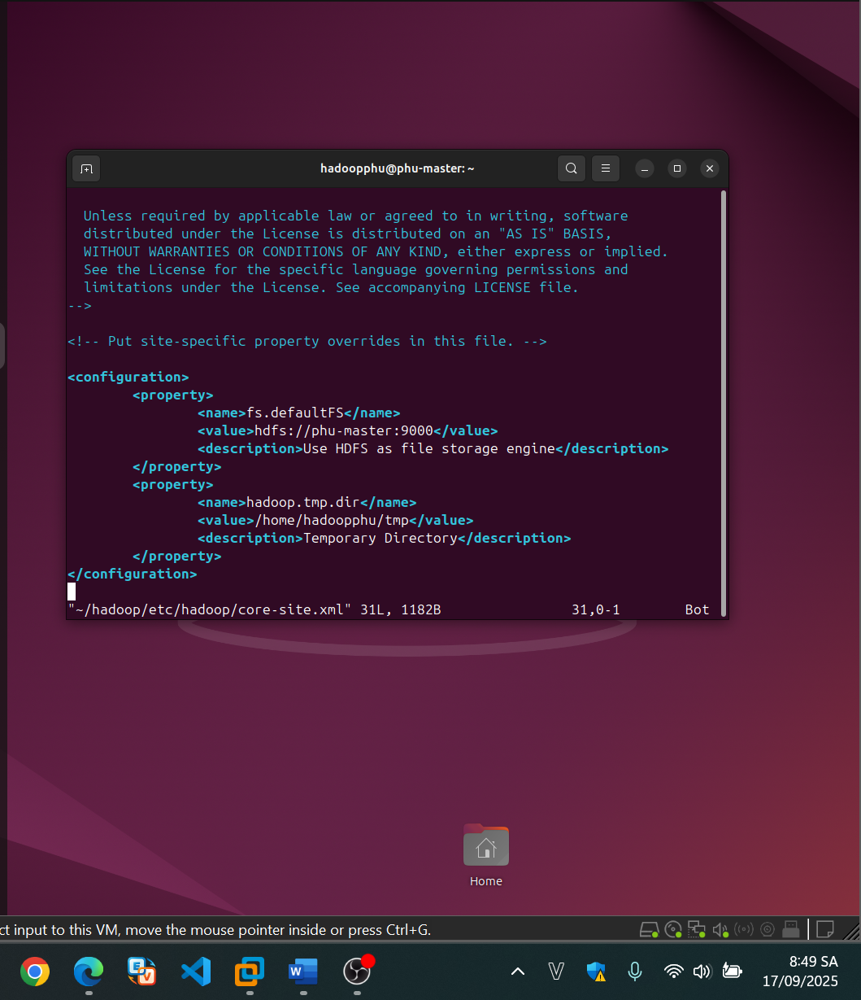 hadoopphu@phu-master: ~
Unless required by applicable law or agreed to in writing, software
distributed under the License is distributed on an "AS IS" BASIS,
WITHOUT WARRANTIES OR CONDITIONS OF ANY KIND, either express or implied.
See the License for the specific language governing permissions and
limitations under the License. See accompanying LICENSE file.
-->
<!-- Put site-specific property overrides in this file. -->
<configuration>
<property>
<name>fs.defaultFS</name>
<value>hdfs://phu-master:9000</value>
<description>Use HDFS as file storage engine</description>
</property>
<property>
<name>hadoop.tmp.dir</name>
<value>/home/hadoopphu/tmp</value>
<description>Temporary Directory</description>
</property>
</configuration>
"~/hadoop/etc/hadoop/core-site.xml" 31L, 1182B 31,0-1 Bot
Home
ct input to this VM, move the mouse pointer inside or press Ctrl+G.
8:49 SA
17/09/2025